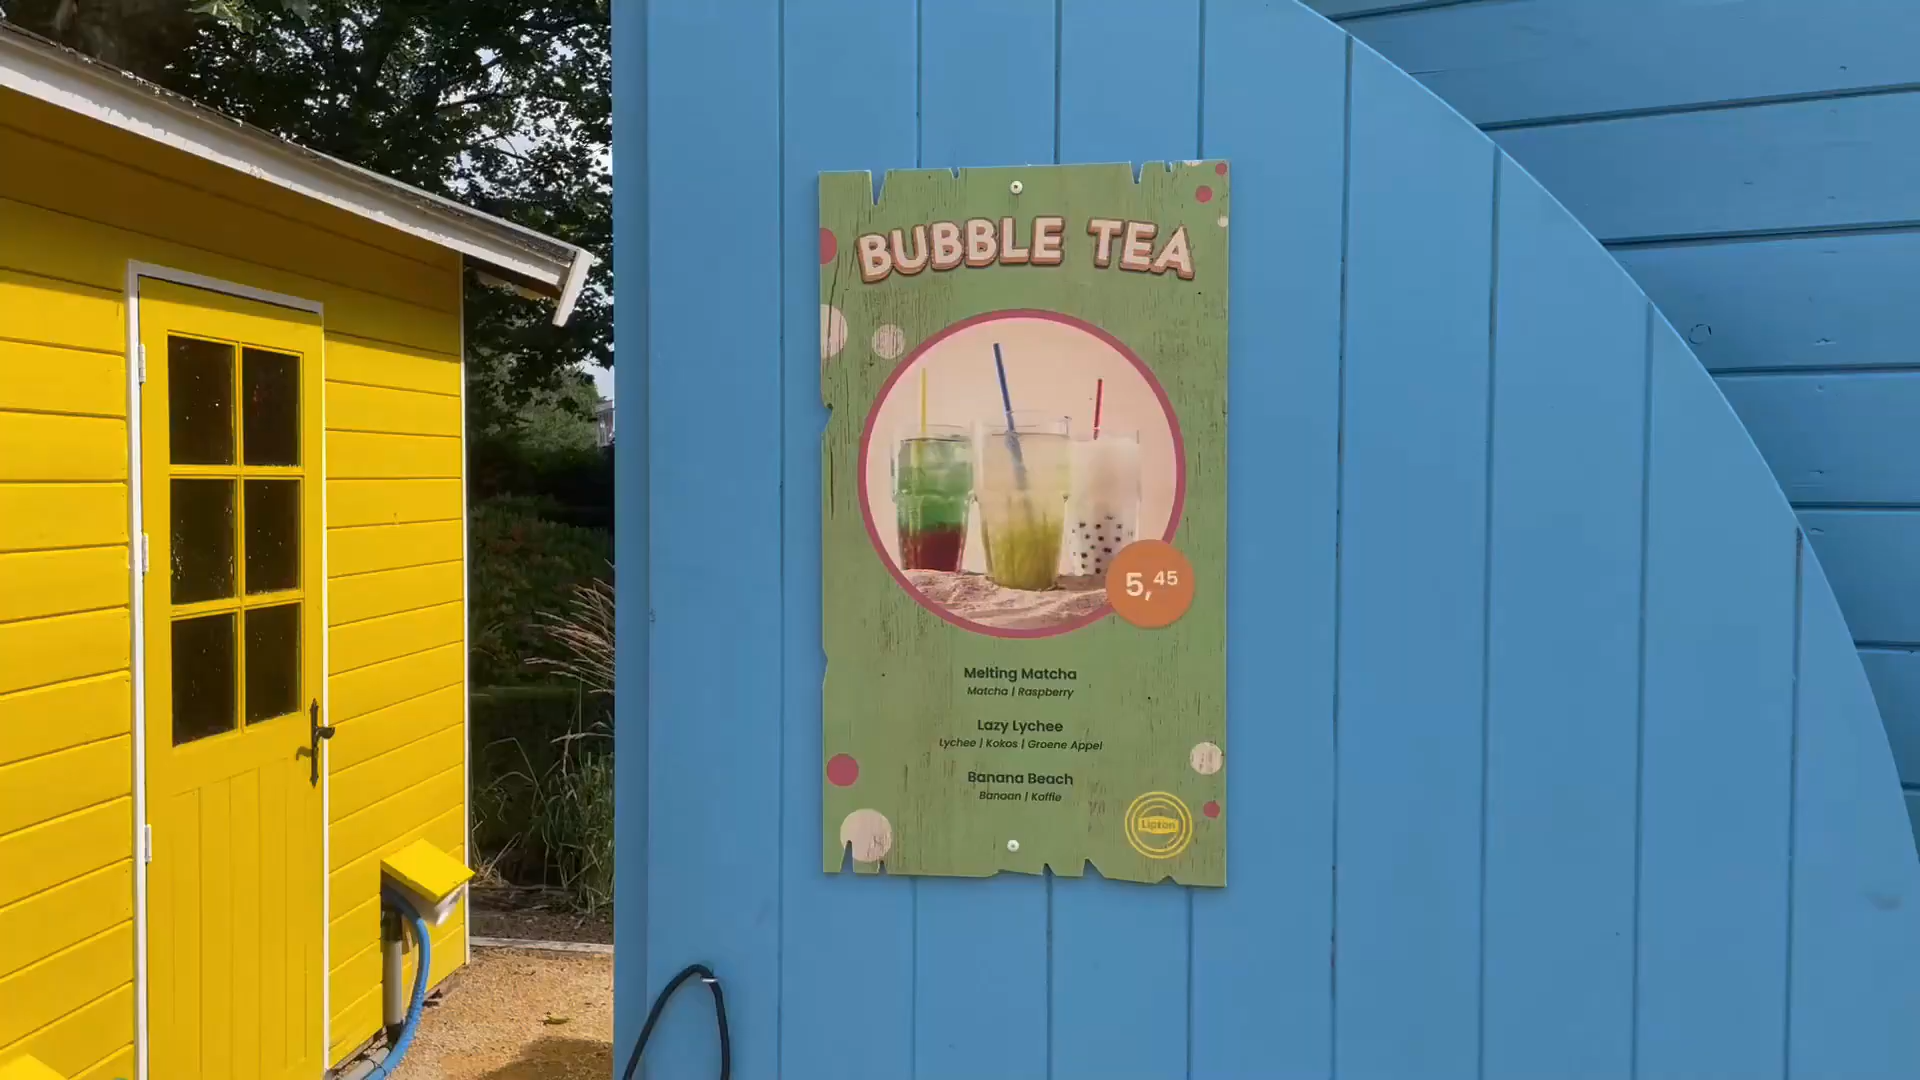 BUBBLE TEA
5,45
Melting Matcha
Matcha | Raspberry
Lazy Lychee
Lychee | Kokos | Groene Appel
Banana Beach
Banaan | Koffie
Lipton